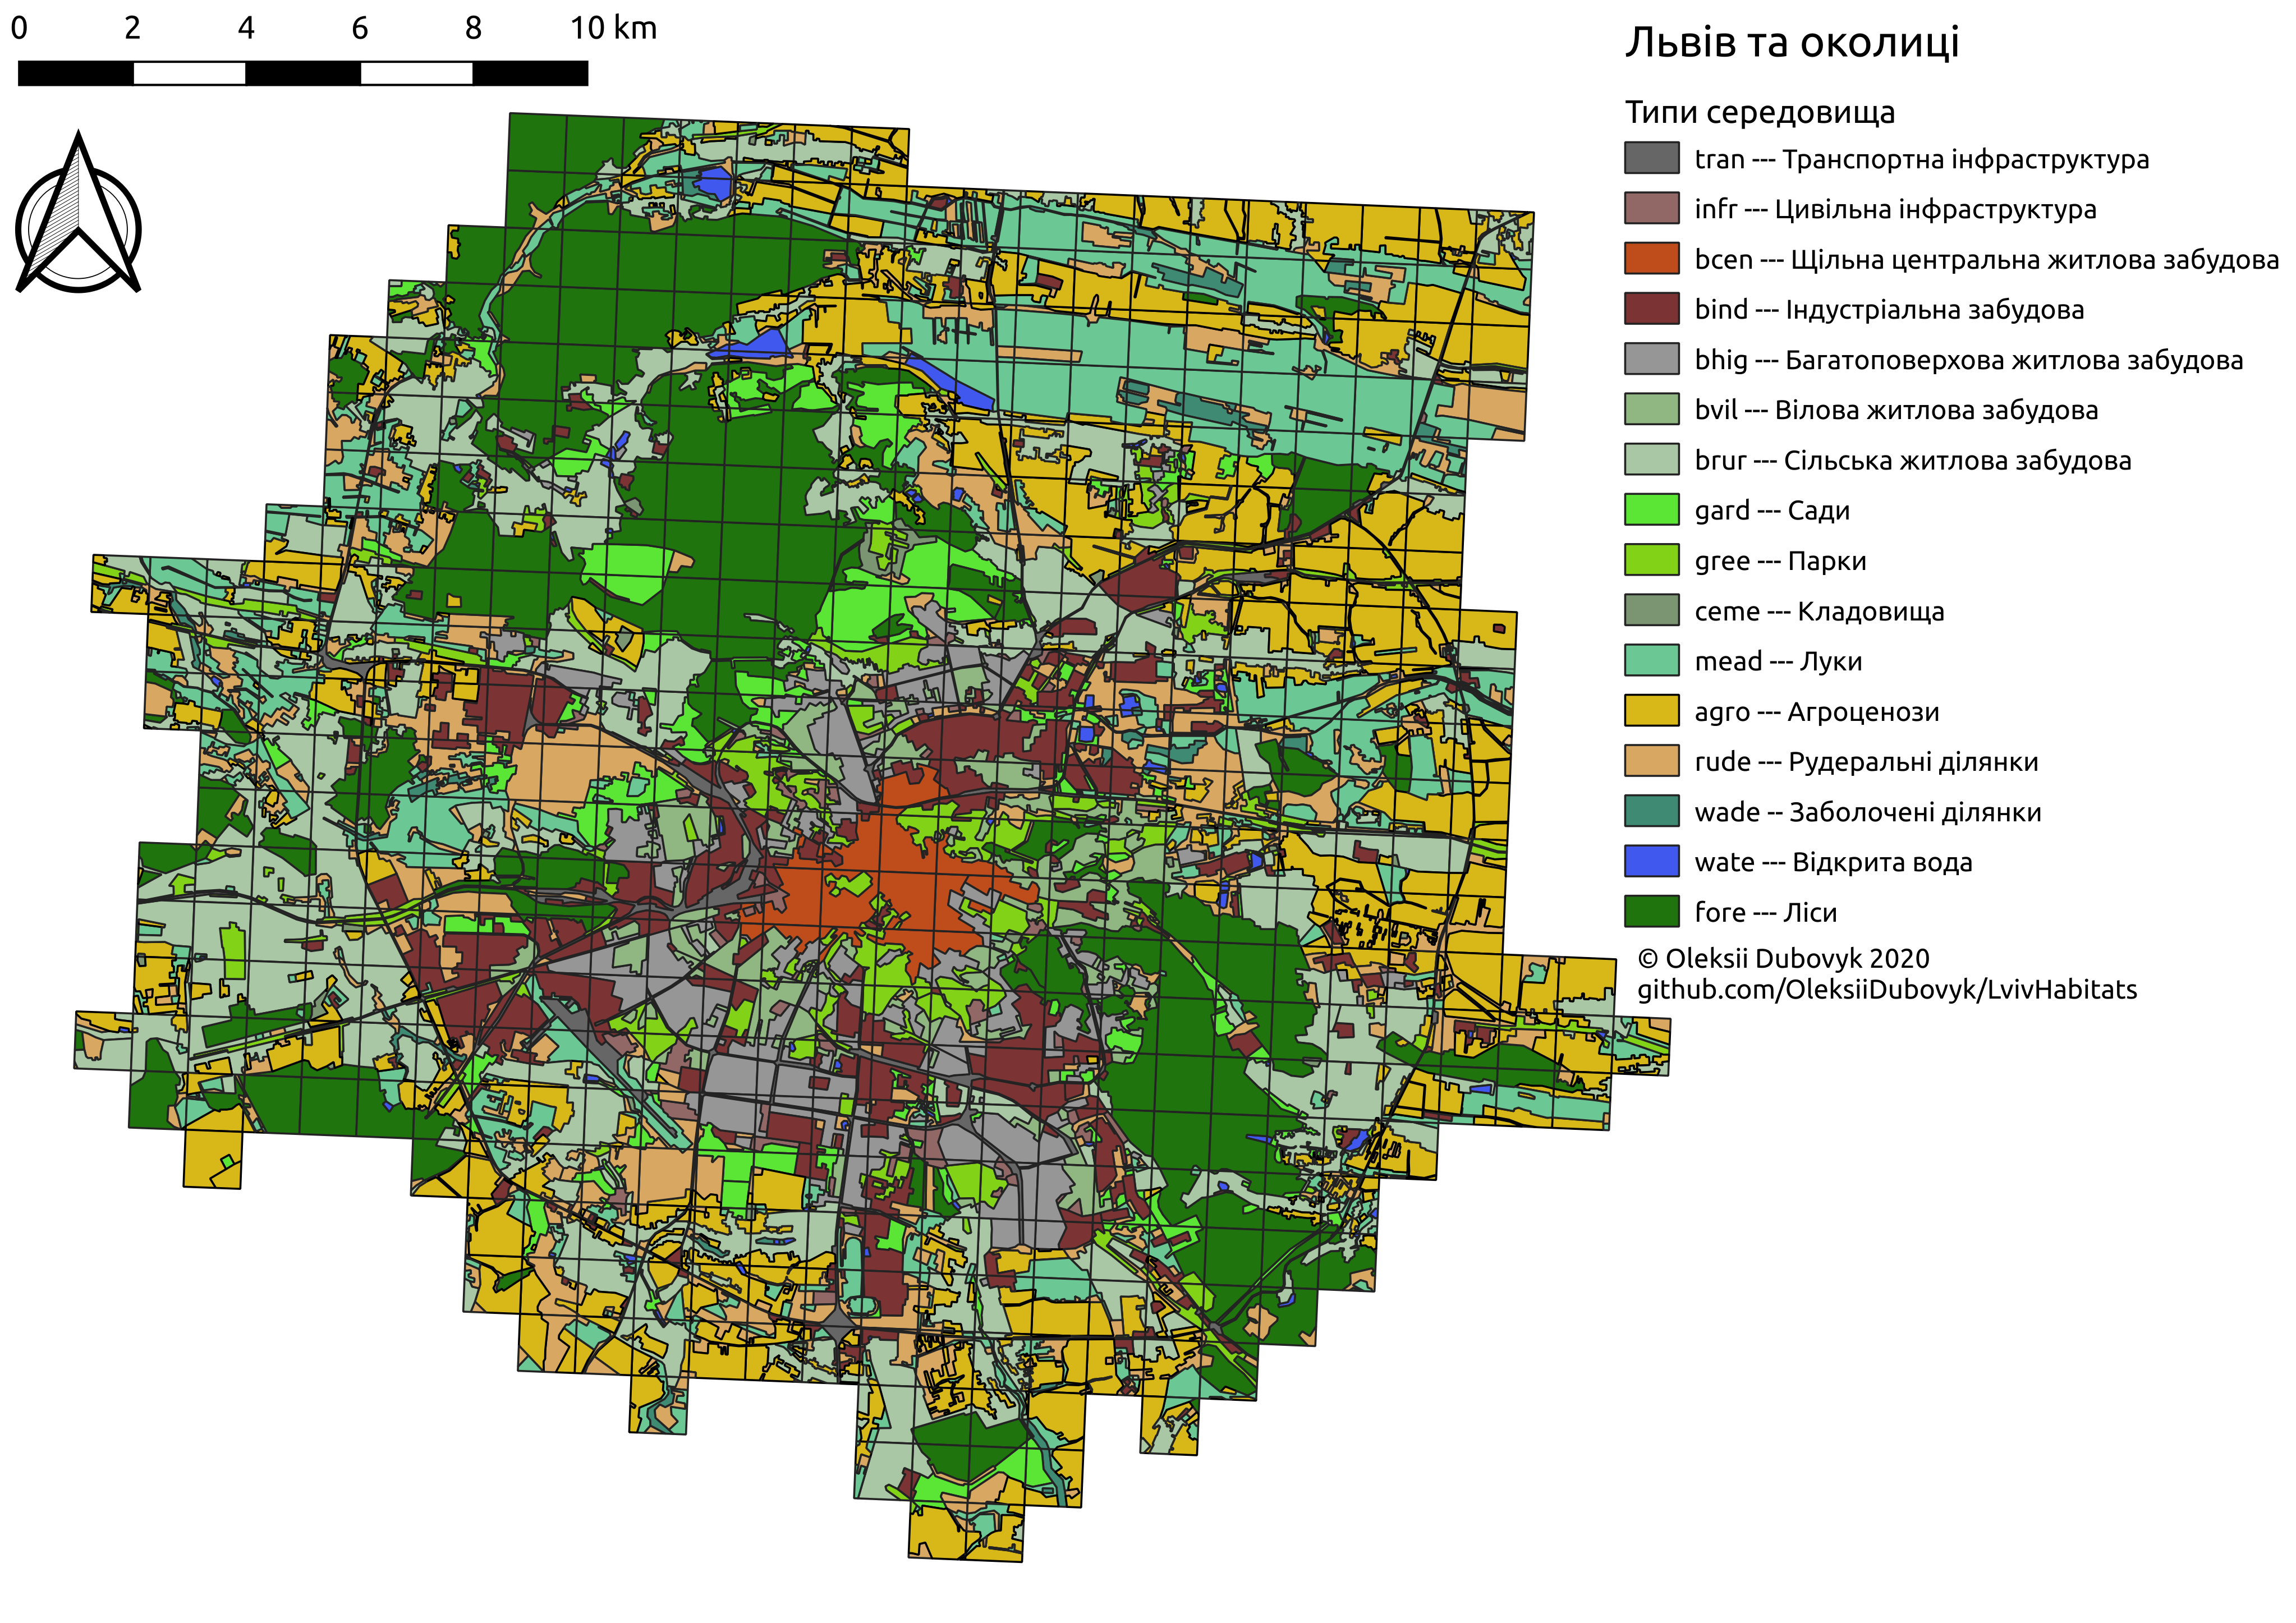 0 2 4 6 8 10 km
Львів та околиці
Типи середовища
tran --- Транспортна інфраструктура
infr --- Цивільна інфраструктура
bcen --- Щільна центральна житлова забудова
bind --- Індустріальна забудова
bhig --- Багатоповерхова житлова забудова
bvil --- Вілова житлова забудова
brur --- Сільська житлова забудова
gard --- Сади
gree --- Парки
ceme --- Кладовища
mead --- Луки
agro --- Агроценози
rude --- Рудеральні ділянки
wade -- Заболочені ділянки
wate --- Відкрита вода
fore --- Ліси
© Oleksii Dubovyk 2020
github.com/OleksiiDubovyk/LvivHabitats